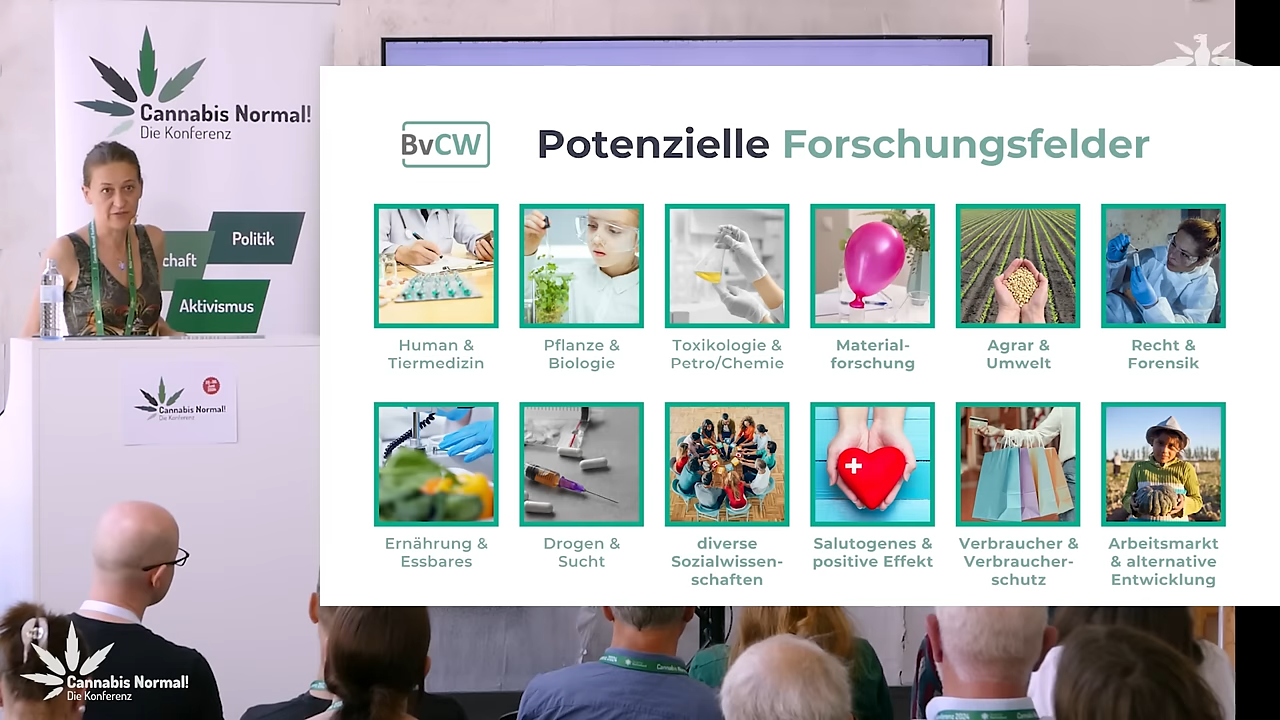 Cannabis Normal!
Die Konferenz
Politik
chaft
Aktivismus
Cannabis Normal!
Die Konferenz
BvCW
Potenzielle Forschungsfelder
Human &
Tiermedizin
Pflanze &
Biologie
Toxikologie &
Petro/Chemie
Material-
forschung
Agrar &
Umwelt
Recht &
Forensik
Ernährung &
Essbares
Drogen &
Sucht
diverse
Sozialwissen-
schaften
Salutogenes &
positive Effekt
Verbraucher &
Verbraucher-
schutz
Arbeitsmarkt
& alternative
Entwicklung
Cannabis Normal!
Die Konferenz